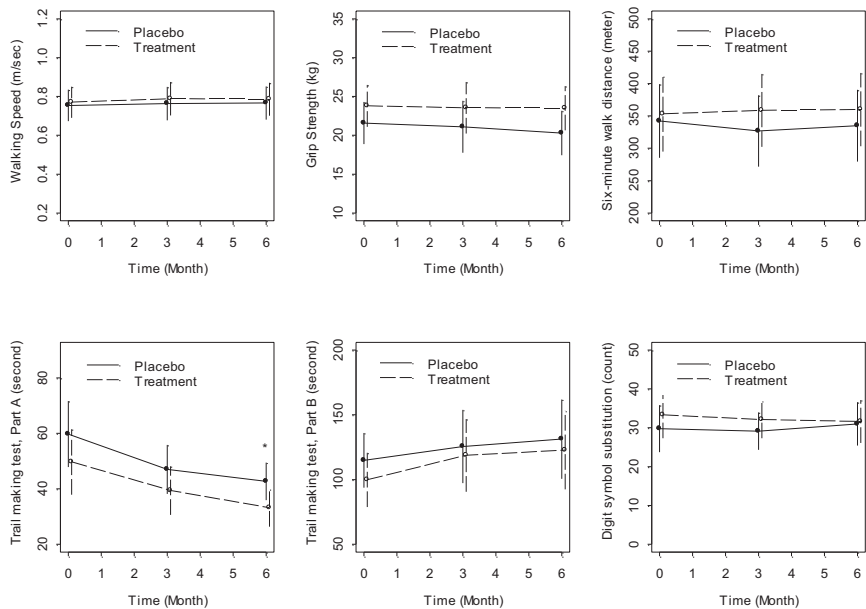 Walking Speed (m/sec)
0.2 0.4 0.6 0.8 1.0 1.2
Placebo
Treatment
0 1 2 3 4 5 6
Time (Month)
Grip Strength (kg)
10 15 20 25 30 35
Placebo
Treatment
0 1 2 3 4 5 6
Time (Month)
Six-minute walk distance (meter)
200 250 300 350 400 450 500
Placebo
Treatment
0 1 2 3 4 5 6
Time (Month)
Trail making test, Part A (second)
20 40 60 80
Placebo
Treatment
*
0 1 2 3 4 5 6
Time (Month)
Trail making test, Part B (second)
50 100 150 200
Placebo
Treatment
0 1 2 3 4 5 6
Time (Month)
Digit symbol substitution (count)
0 10 20 30 40 50
Placebo
Treatment
0 1 2 3 4 5 6
Time (Month)